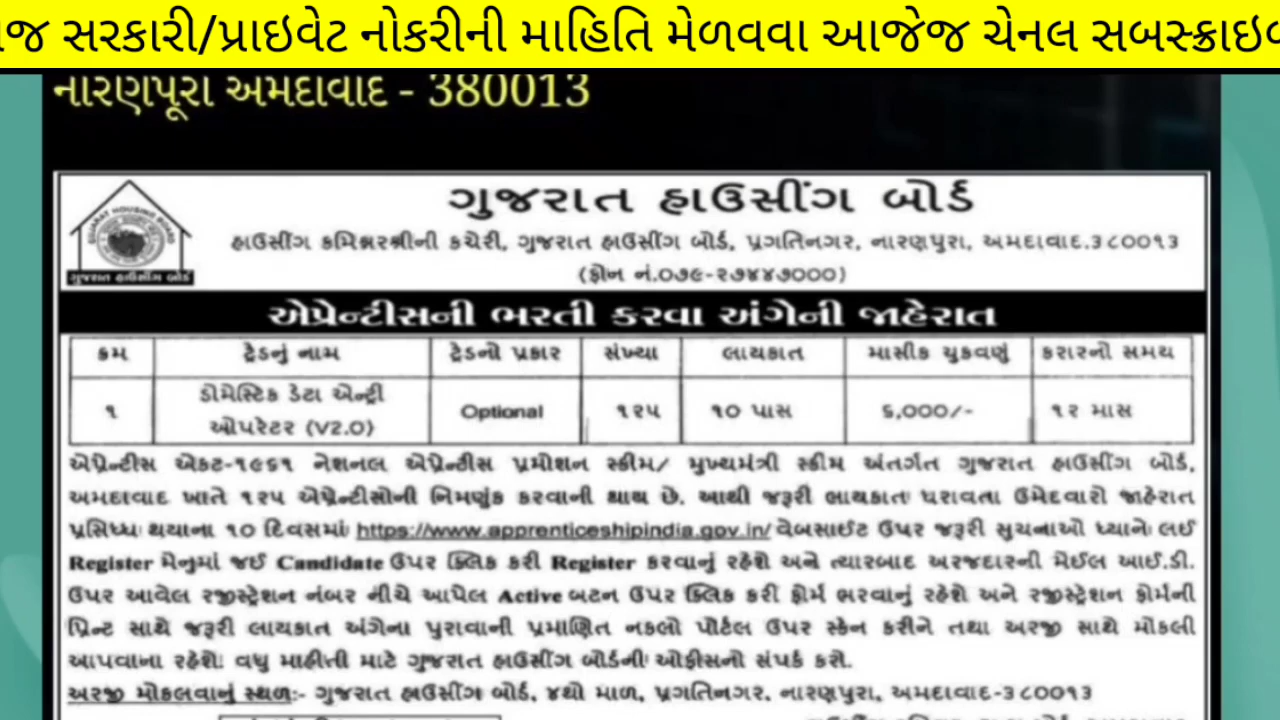 જ સરકારી/પ્રાઇવેટ નોકરીની માહિતિ મેળવવા આજેજ ચેનલ સબસ્ક્રાઇબ
નારણપૂરા અમદાવાદ - 380013
ગુજરાત હાઉસીંગ બોર્ડ
હાઉસીંગ કમિશ્નરશ્રીની કચેરી, ગુજરાત હાઉસીંગ બોર્ડ, પ્રગતિનગર, નારણપુરા, અમદાવાદ.૩૮૦૦૧૩
(ફોન નં.૦૭૯-૨૭૪૪૭૦૦૦)
ગુજરાત હાઉસીંગ બોર્ડ
એપ્રેન્ટીસની ભરતી કરવા અંગેની જાહેરાત
ક્રમ ટ્રેડનું નામ ટ્રેડનો પ્રકાર સંખ્યા લાયકાત માસીક ચુકવણું કરારનો સમય
૧ ડોમેસ્ટિક ડેટા એન્ટ્રી ઓપરેટર (V2.0) Optional ૧૨૫ ૧૦ પાસ ૬,૦૦૦/- ૧૨ માસ
એપ્રેન્ટીસ એકટ-૧૯૬૧ નેશનલ એપ્રેન્ટીસ પ્રમોશન સ્કીમ/ મુખ્યમંત્રી સ્કીમ અંતર્ગત ગુજરાત હાઉસીંગ બોર્ડ,
અમદાવાદ ખાતે ૧૨૫ એપ્રેન્ટીસોની નિમણુંક કરવાની થાય છે. આથી જરૂરી લાયકાત ધરાવતા ઉમેદવારો જાહેરાત
પ્રસિધ્ધ થયાના ૧૦ દિવસમાં https://www.apprenticeshipindia.gov.in/ વેબસાઈટ ઉપર જરૂરી સુચનાઓ ધ્યાને લઈ
Register મેનુમાં જઈ Candidate ઉપર ક્લિક કરી Register કરવાનું રહેશે અને ત્યારબાદ અરજદારની મેઈલ આઈ.ડી.
ઉપર આવેલ રજીસ્ટ્રેશન નંબર નીચે આપેલ Active બટન ઉપર ક્લિક કરી ફોર્મ ભરવાનું રહેશે અને રજીસ્ટ્રેશન ફોર્મની
પ્રિન્ટ સાથે જરૂરી લાયકાત અંગેના પુરાવાની પ્રમાણિત નકલો પોર્ટલ ઉપર સ્કેન કરીને તથા અરજી સાથે મોકલી
આપવાના રહેશે. વધુ માહીતી માટે ગુજરાત હાઉસીંગ બોર્ડની ઓફીસનો સંપર્ક કરો.
અરજી મોકલવાનું સ્થળ:- ગુજરાત હાઉસીંગ બોર્ડ, ૪થો માળ, પ્રગતિનગર, નારણપુરા, અમદાવાદ-૩૮૦૦૧૩